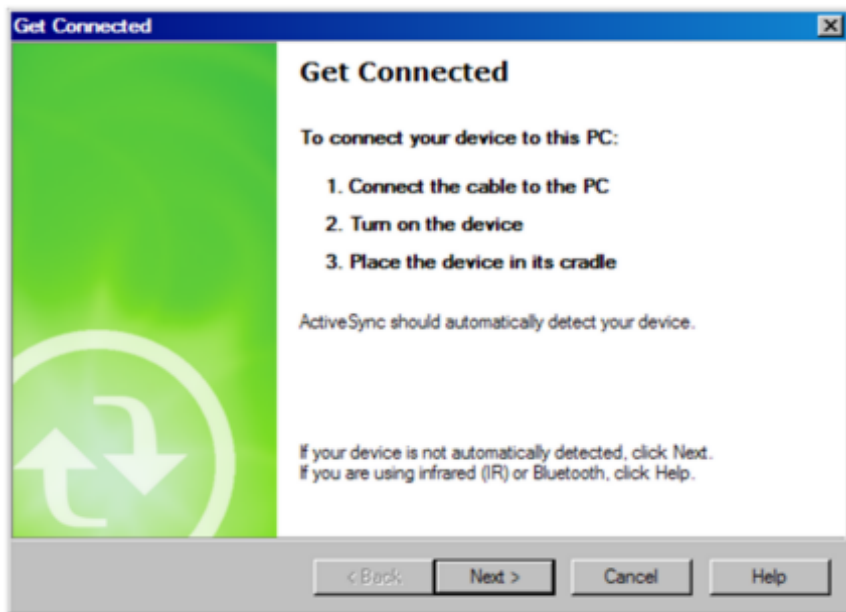 Get Connected
Get Connected
To connect your device to this PC:
1. Connect the cable to the PC
2. Turn on the device
3. Place the device in its cradle
ActiveSync should automatically detect your device.
If your device is not automatically detected, click Next.
If you are using infrared (IR) or Bluetooth, click Help.
< Back Next > Cancel Help